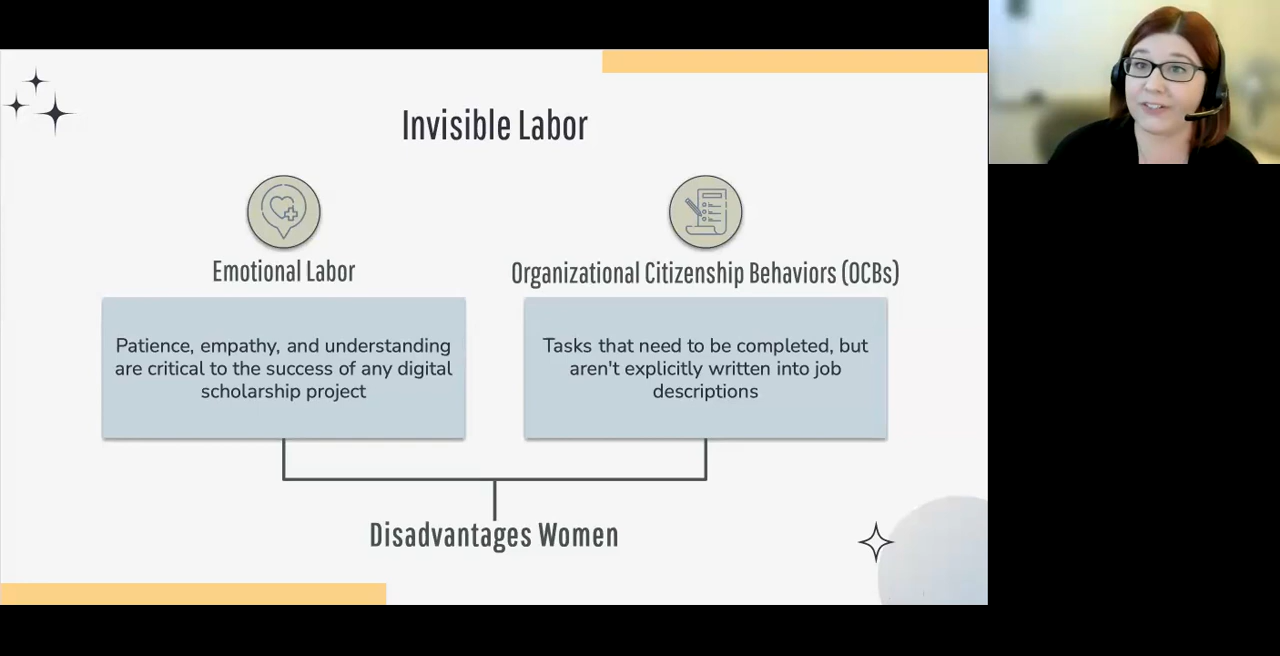 Invisible Labor
Emotional Labor
Patience, empathy, and understanding
are critical to the success of any digital
scholarship project
Organizational Citizenship Behaviors (OCBs)
Tasks that need to be completed, but
aren't explicitly written into job
descriptions
Disadvantages Women